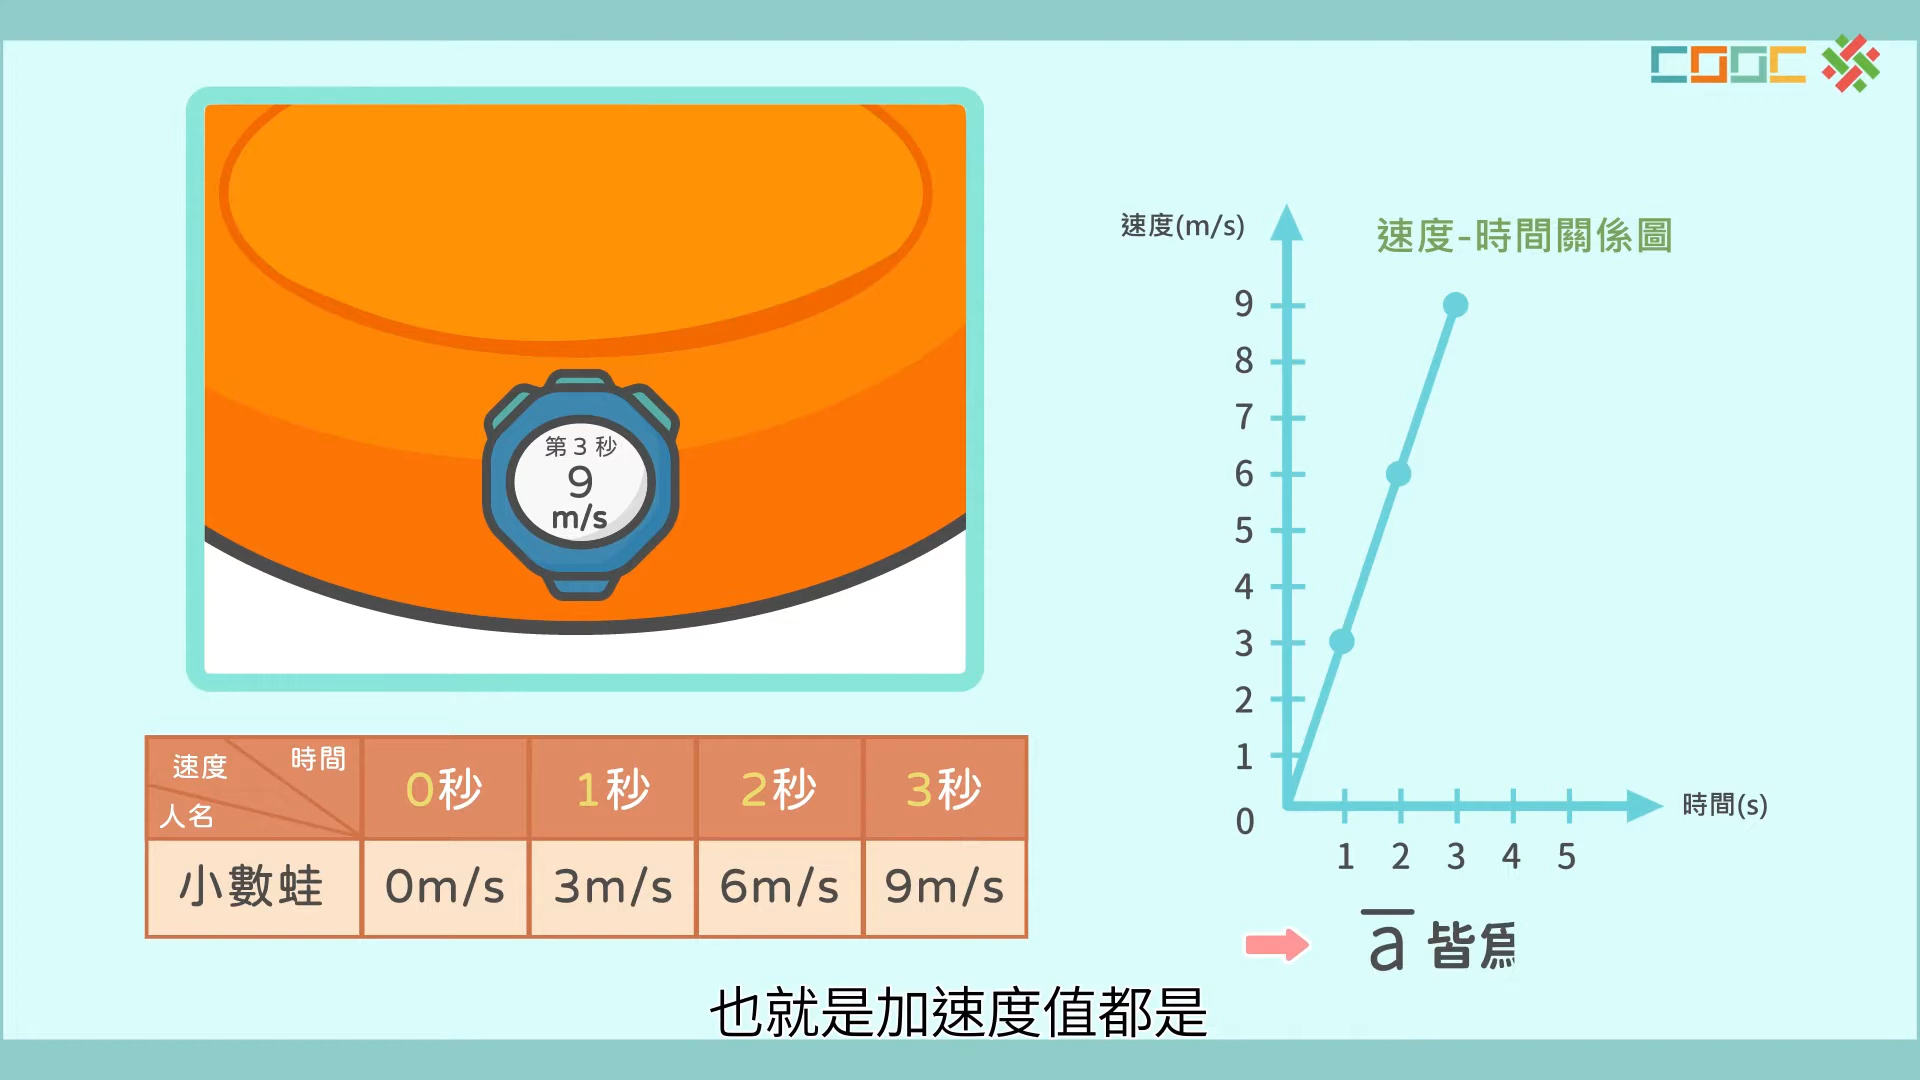 COOC
第 3 秒
9
m/s
速度(m/s)
速度-時間關係圖
9
8
7
6
5
4
3
2
1
0
1 2 3 4 5
時間(s)
速度 時間 人名 0秒 1秒 2秒 3秒
小數蛙 0m/s 3m/s 6m/s 9m/s
a 皆為
也就是加速度值都是